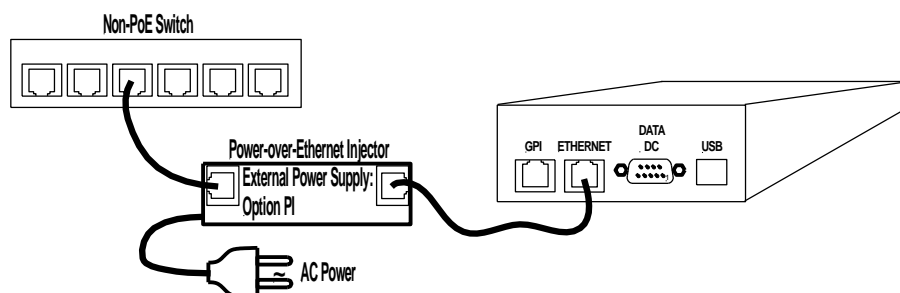 Non-PoE Switch
Power-over-Ethernet Injector
External Power Supply:
Option PI
~ AC Power
GPI
ETHERNET
DATA
DC
USB